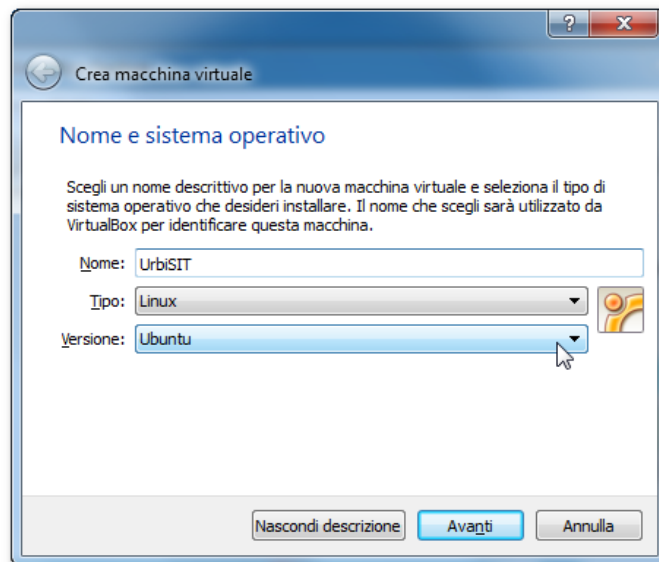 Crea macchina virtuale
Nome e sistema operativo
Scegli un nome descrittivo per la nuova macchina virtuale e seleziona il tipo di
sistema operativo che desideri installare. Il nome che scegli sarà utilizzato da
VirtualBox per identificare questa macchina.
Nome: UrbiSIT
Tipo: Linux
Versione: Ubuntu
Nascondi descrizione Avanti Annulla